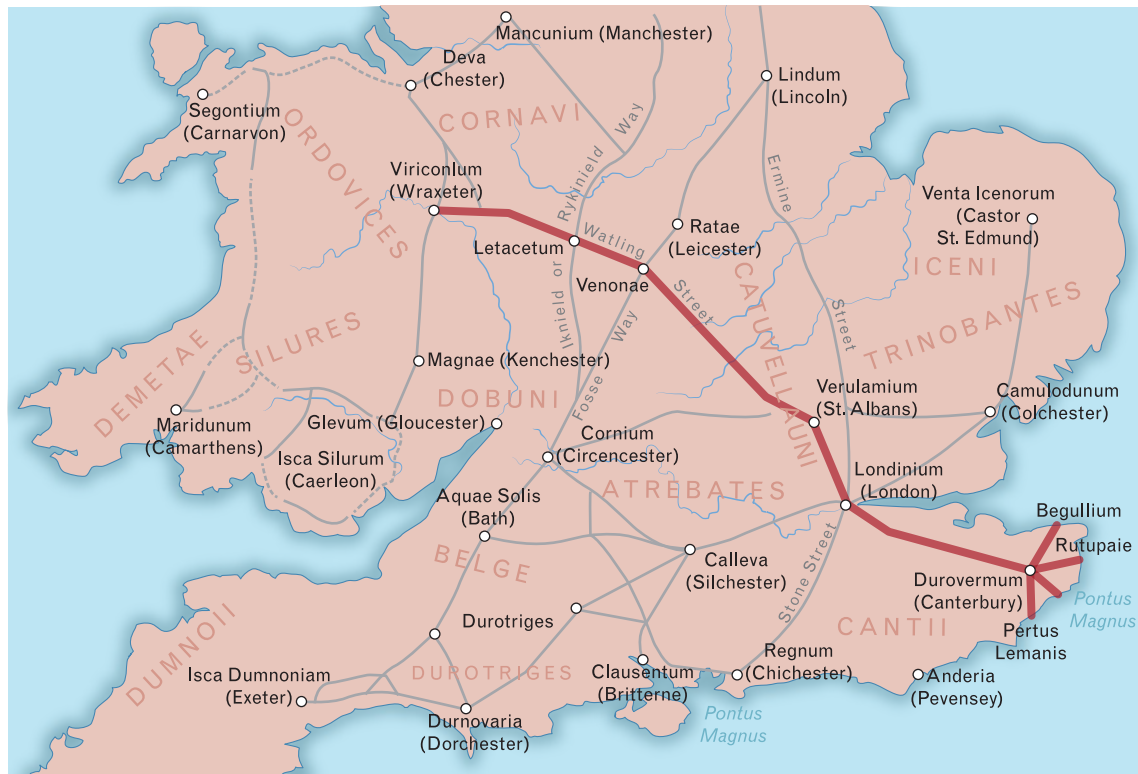 Mancunium (Manchester)
Deva
(Chester)
Lindum
(Lincoln)
Segontium
(Carnarvon)
ORDOVICES
CORNAVI
Rykinield Way
Iknield or
Ermine
Street
Viriconlum
(Wraxeter)
Venta Icenorum
(Castor
St. Edmund)
Letacetum
Watling
Street
Ratae
(Leicester)
Venonae
ICENI
CATUVELLAUNI
TRINOBANTES
DEMETAE
SILURES
Fosse Way
Magnae (Kenchester)
DOBUNI
Verulamium
(St. Albans)
Camulodunum
(Colchester)
Maridunum
(Camarthens)
Glevum (Gloucester)
Cornium
(Circencester)
Isca Silurum
(Caerleon)
Londinium
(London)
ATREBATES
Aquae Solis
(Bath)
Begullium
Rutupaie
BELGE
Calleva
(Silchester)
Stone Street
Durovermum
(Canterbury)
Pontus
Magnus
CANTII
Pertus
Lemanis
DUMNOII
Durotriges
Isca Dumnoniam
(Exeter)
DUROTRIGES
Clausentum
(Britterne)
Regnum
(Chichester)
Anderia
(Pevensey)
Durnovaria
(Dorchester)
Pontus
Magnus